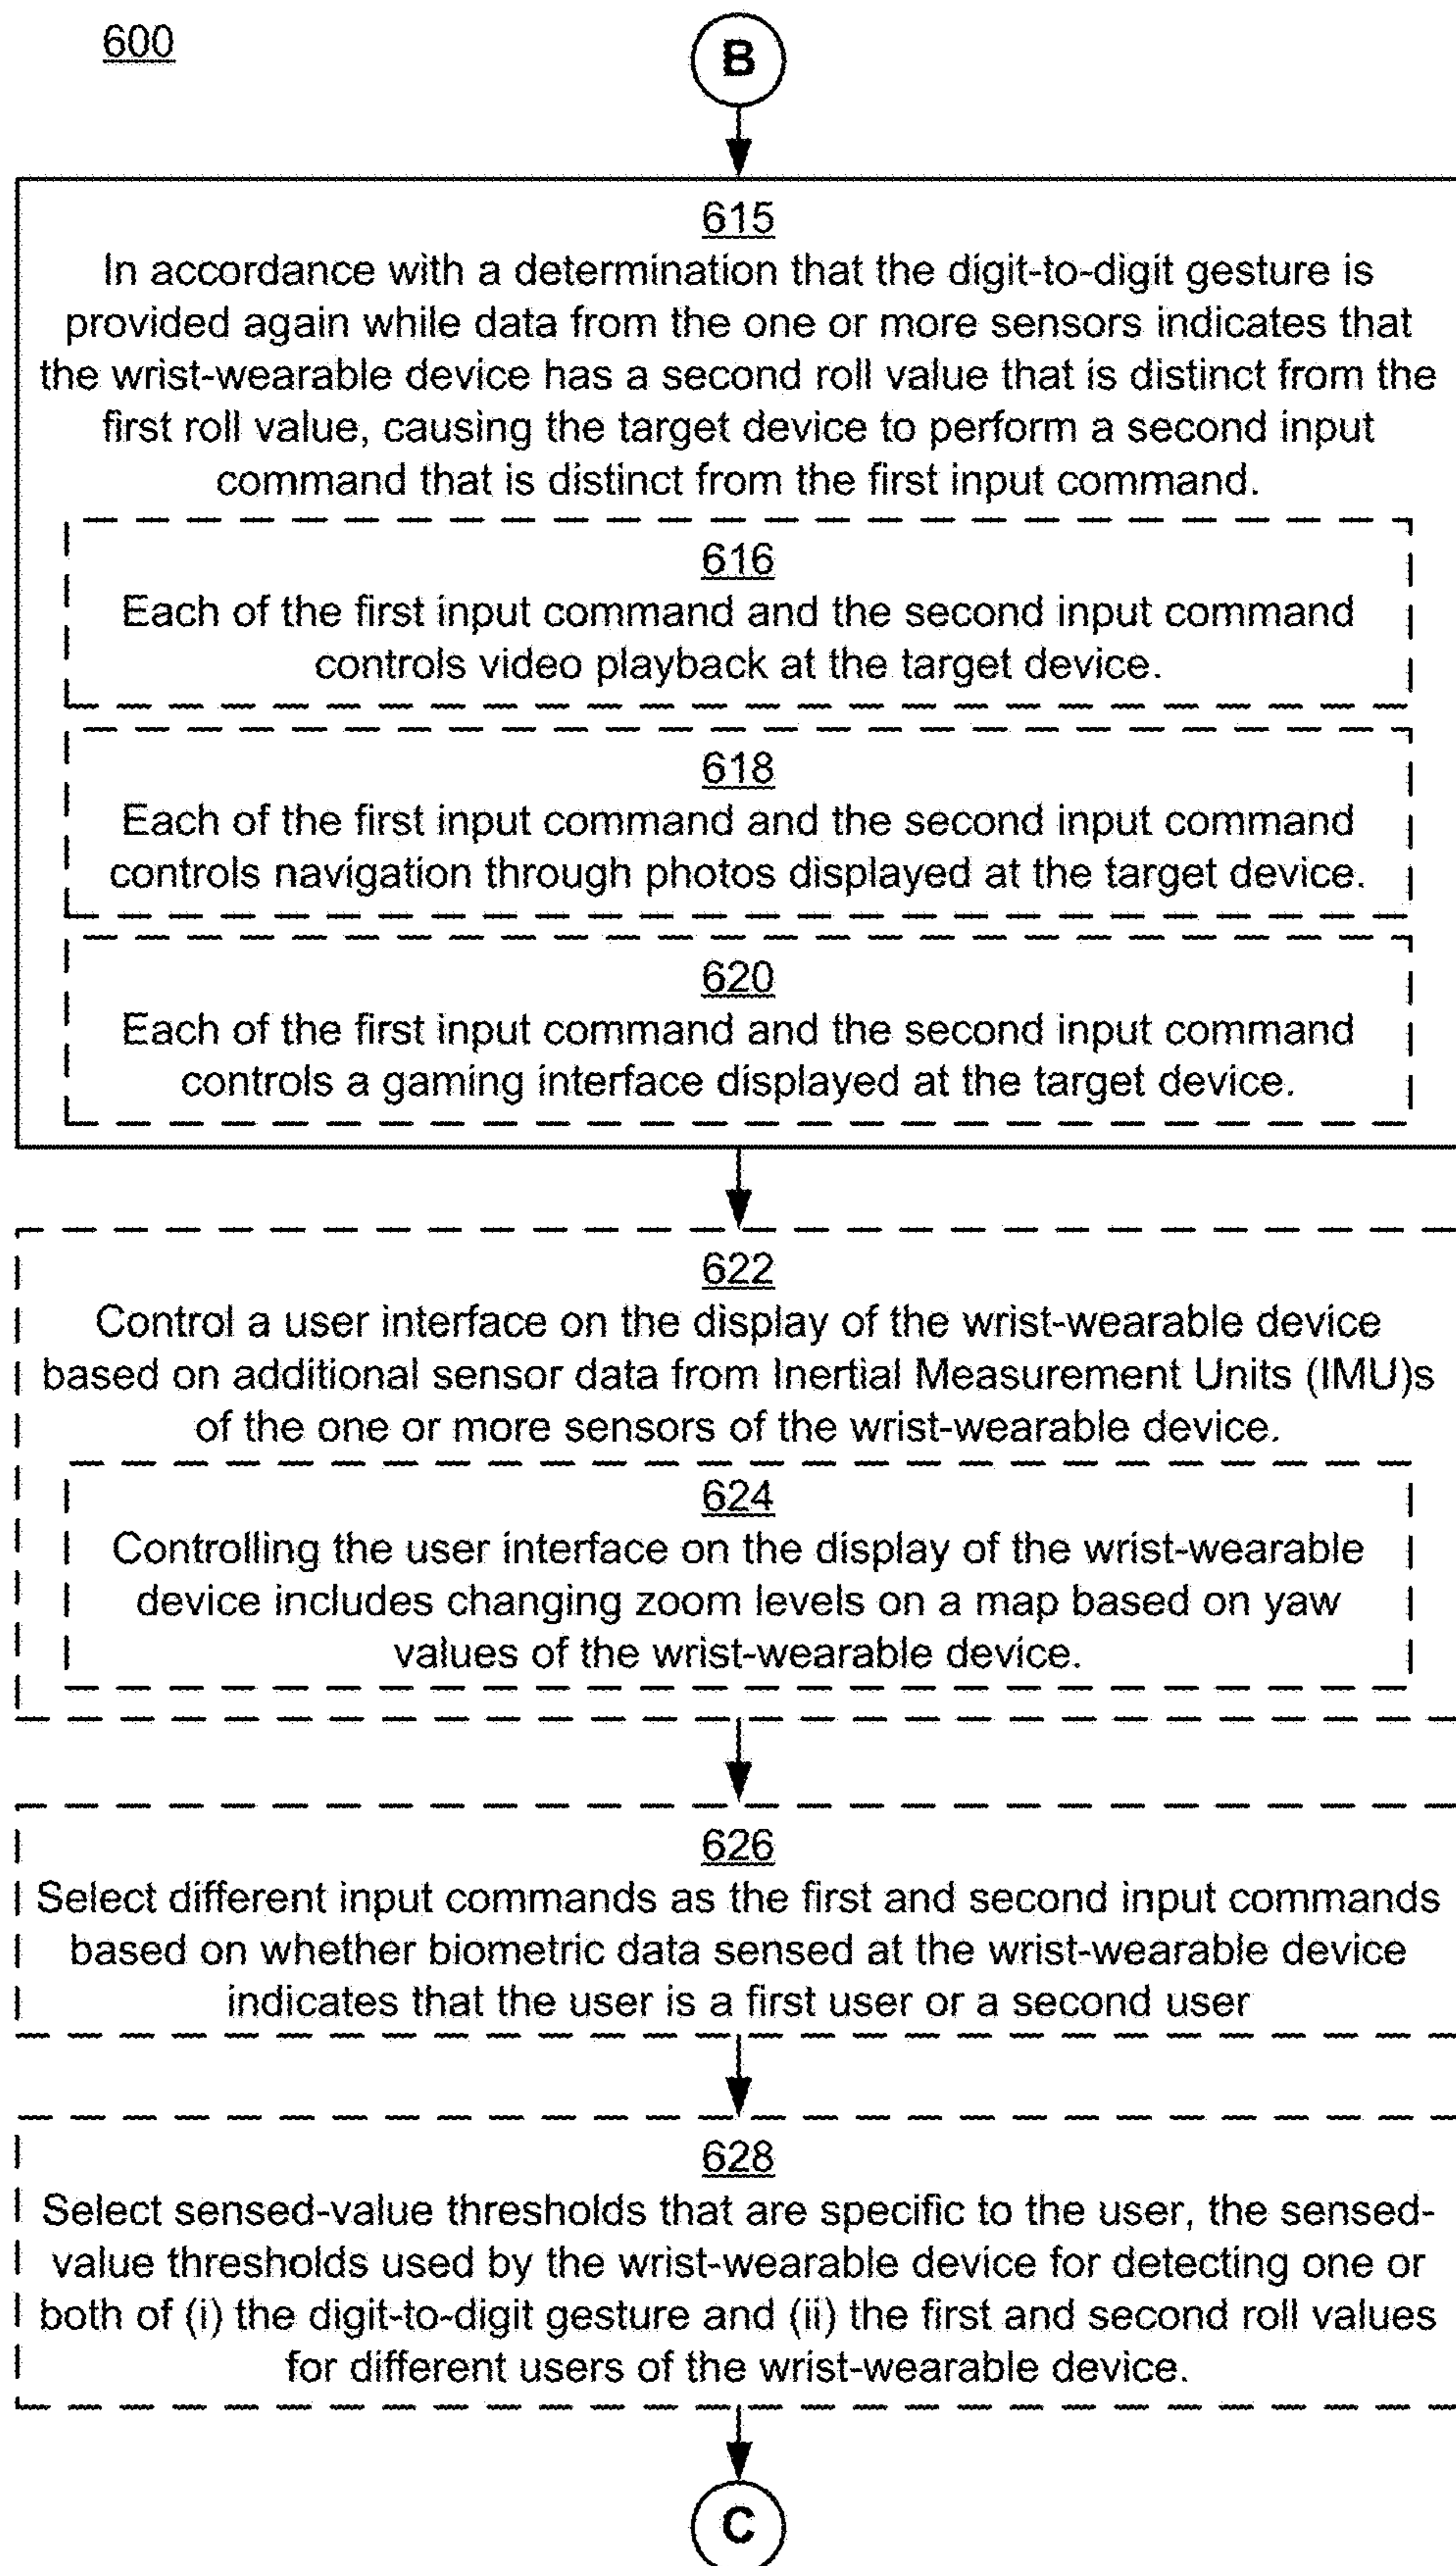 600
B
615
In accordance with a determination that the digit-to-digit gesture is
provided again while data from the one or more sensors indicates that
the wrist-wearable device has a second roll value that is distinct from the
first roll value, causing the target device to perform a second input
command that is distinct from the first input command.
616
Each of the first input command and the second input command
controls video playback at the target device.
618
Each of the first input command and the second input command
controls navigation through photos displayed at the target device.
620
Each of the first input command and the second input command
controls a gaming interface displayed at the target device.
622
Control a user interface on the display of the wrist-wearable device
based on additional sensor data from Inertial Measurement Units (IMU)s
of the one or more sensors of the wrist-wearable device.
624
Controlling the user interface on the display of the wrist-wearable
device includes changing zoom levels on a map based on yaw
values of the wrist-wearable device.
626
Select different input commands as the first and second input commands
based on whether biometric data sensed at the wrist-wearable device
indicates that the user is a first user or a second user
628
Select sensed-value thresholds that are specific to the user, the sensed-
value thresholds used by the wrist-wearable device for detecting one or
both of (i) the digit-to-digit gesture and (ii) the first and second roll values
for different users of the wrist-wearable device.
C